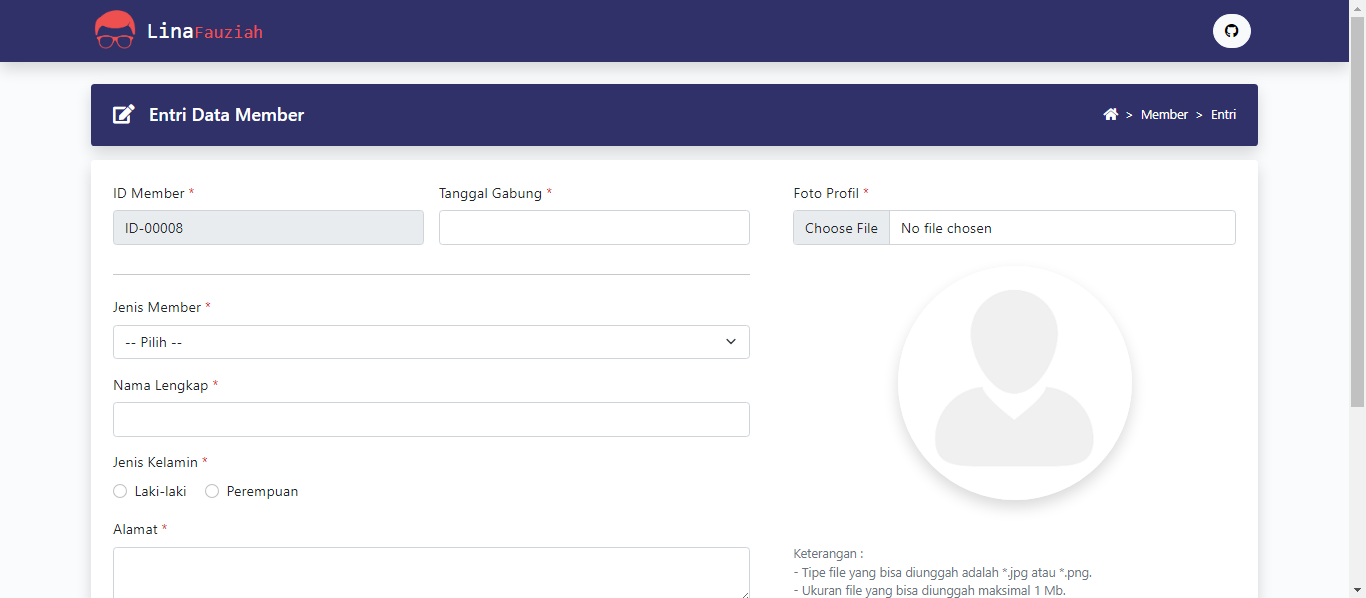 LinaFauziah
Entri Data Member
> Member > Entri
ID Member *
ID-00008
Tanggal Gabung *
Jenis Member *
-- Pilih --
Nama Lengkap *
Jenis Kelamin *
Laki-laki Perempuan
Alamat *
Foto Profil *
Choose File No file chosen
Keterangan :
- Tipe file yang bisa diunggah adalah *.jpg atau *.png.
- Ukuran file yang bisa diunggah maksimal 1 Mb.